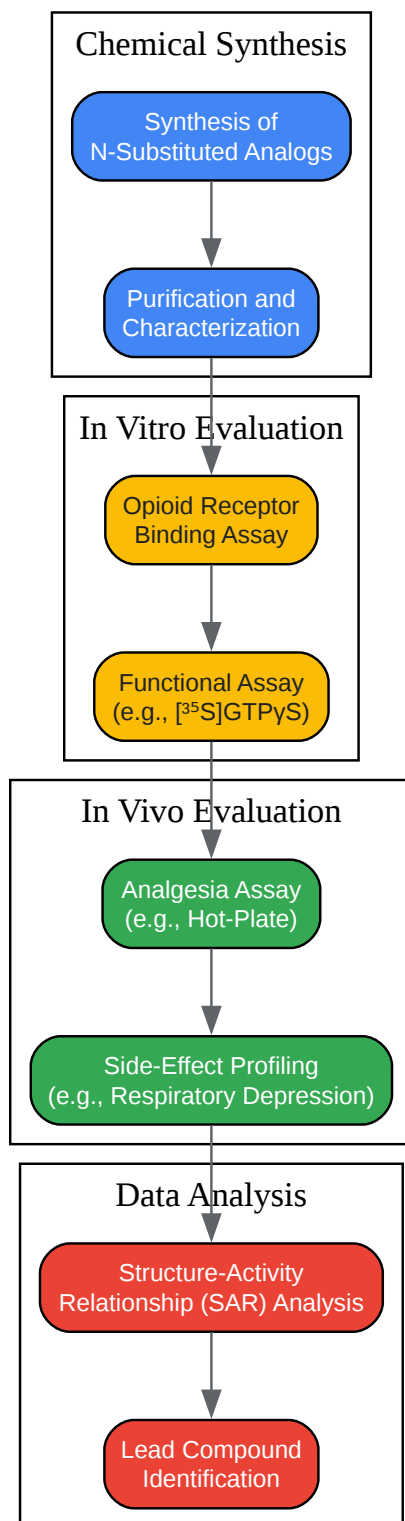 Chemical Synthesis
Synthesis of
N-Substituted Analogs
Purification and
Characterization
In Vitro Evaluation
Opioid Receptor
Binding Assay
Functional Assay
(e.g., [³⁵S]GTPγS)
In Vivo Evaluation
Analgesia Assay
(e.g., Hot-Plate)
Side-Effect Profiling
(e.g., Respiratory Depression)
Data Analysis
Structure-Activity
Relationship (SAR) Analysis
Lead Compound
Identification